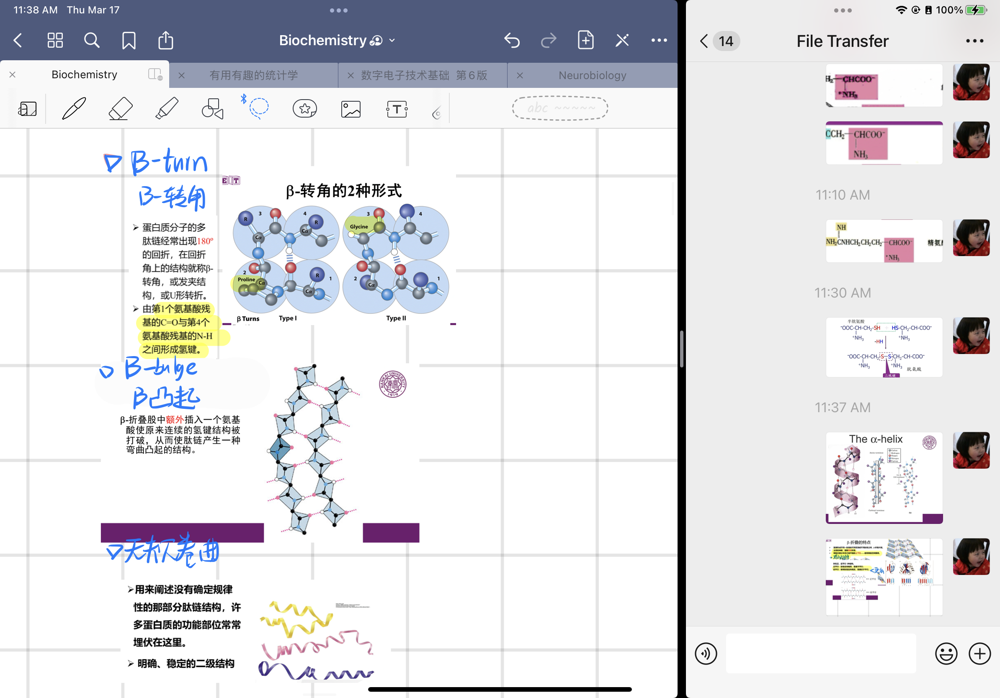 11:38 AM Thu Mar 17
Biochemistry
Biochemistry
有用有趣的统计学
数字电子技术基础 第6版
Neurobiology
abc
T
β-turn
β-转角
E T
β-转角的2种形式
蛋白质分子的多
肽链经常出现180°
的回折，在回折
角上的结构就称β-
转角，或发夹结
构，或U形转折。
由第1个氨基酸残
基的C=O与第4个
氨基酸残基的N-H
之间形成氢键。
R 3 4 R
Cα Cα
2 Proline Cα R 1
Cα
3 Glycine 4
2 Cα 1
β Turns Type I Type II
β-bulge
β凸起
NANKAI UNIVERSITY
南開
1919
β-折叠股中额外插入一个氨基
酸使原来连续的氢键结构被
打破，从而使肽链产生一种
弯曲凸起的结构。
无规卷曲
用来阐述没有确定规律
性的那部分肽链结构，许
多蛋白质的功能部位常常
埋伏在这里。
明确、稳定的二级结构
100%
14 File Transfer
CHCOO⁻
⁺NH₃
CCH₂—CHCOO⁻
NH₃
11:10 AM
NH
NH₂CNHCH₂CH₂CH₂—CHCOO⁻ 精氨
⁺NH₃
11:30 AM
半胱氨酸
⁻OOC-CH-CH₂-SH + HS-CH₂-CH-COO⁻
⁺NH₃ ⁺NH₃
-HH
⁻OOC-CH-CH₂-S—S-CH₂-CH-COO⁻
⁺NH₃ ⁺NH₃ 胱氨酸
二硫键
11:37 AM
The α-helix
β-折叠的特点